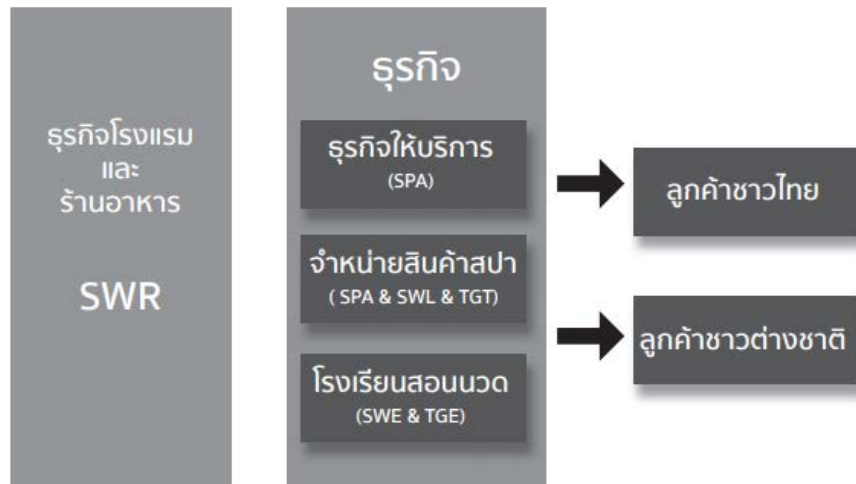 ธุรกิจโรงแรม
และ
ร้านอาหาร
SWR
ธุรกิจ
ธุรกิจให้บริการ
(SPA)
จำหน่ายสินค้าสปา
( SPA & SWL & TGT)
โรงเรียนสอนนวด
(SWE & TGE)
ลูกค้าชาวไทย
ลูกค้าชาวต่างชาติ